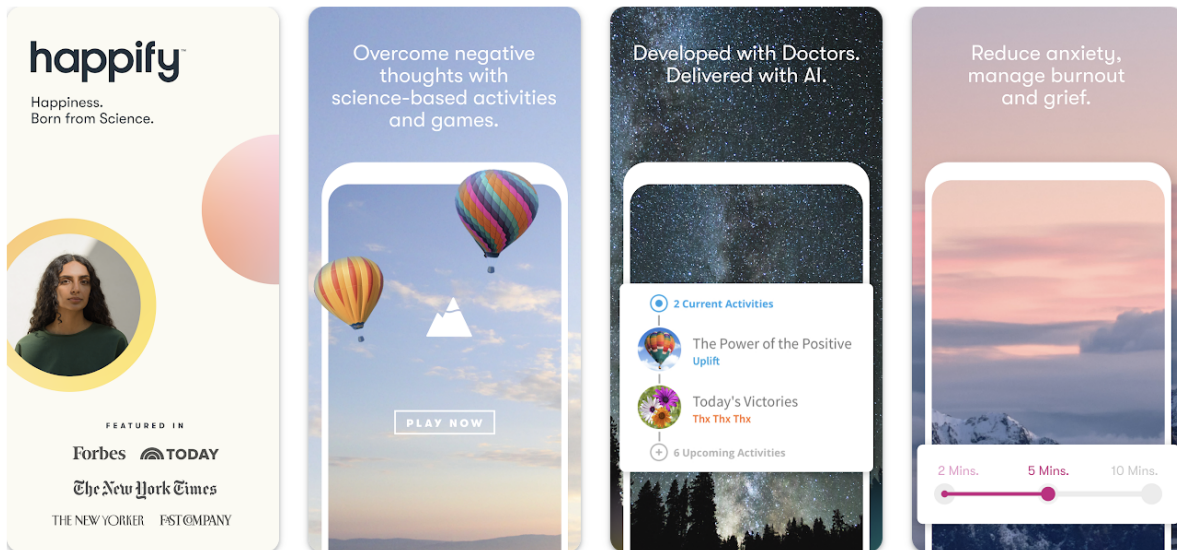 happify™
Happiness.
Born from Science.
FEATURED IN
Forbes TODAY
The New York Times
THE NEW YORKER FAST COMPANY
Overcome negative
thoughts with
science-based activities
and games.
PLAY NOW
Developed with Doctors.
Delivered with AI.
2 Current Activities
The Power of the Positive
Uplift
Today's Victories
Thx Thx Thx
6 Upcoming Activities
Reduce anxiety,
manage burnout
and grief.
2 Mins. 5 Mins. 10 Mins.